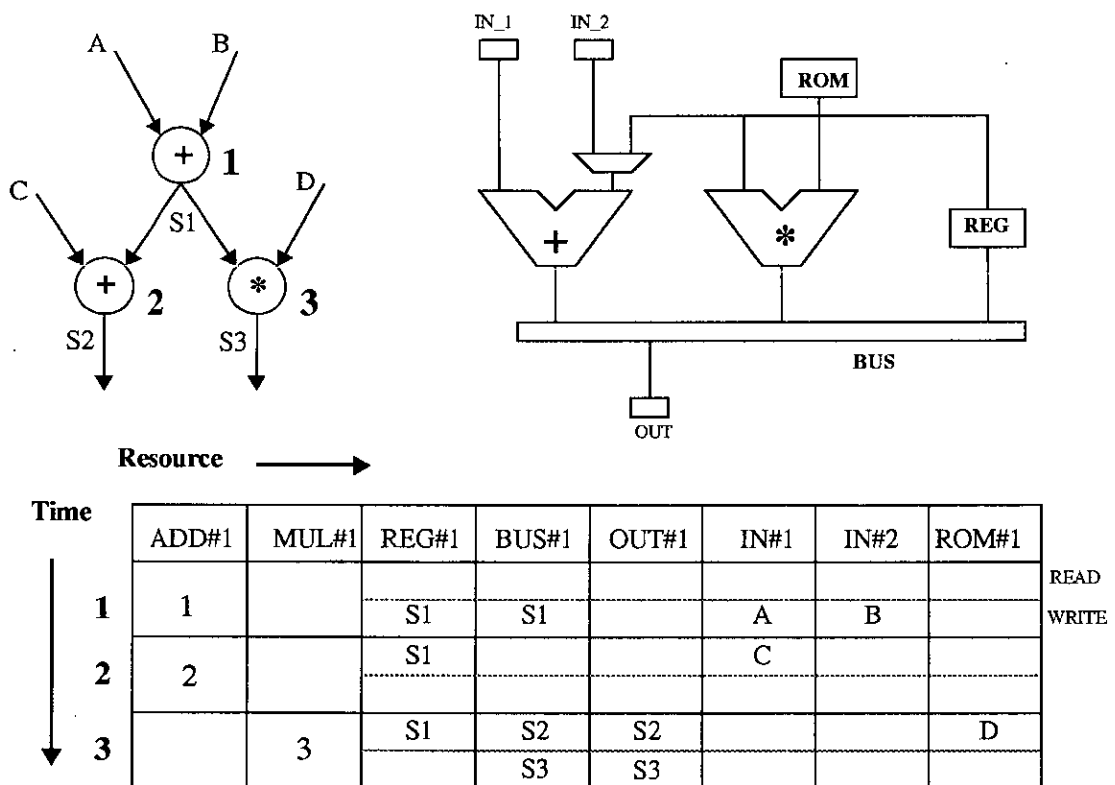 A B
+ 1
C D
S1
+ 2 * 3
S2 S3
IN_1 IN_2
ROM
+ * REG
BUS
OUT
Resource
Time
ADD#1 MUL#1 REG#1 BUS#1 OUT#1 IN#1 IN#2 ROM#1
READ
1 1 S1 S1 A B WRITE
S1 C
2 2
S1 S2 S2 D
3 3
S3 S3